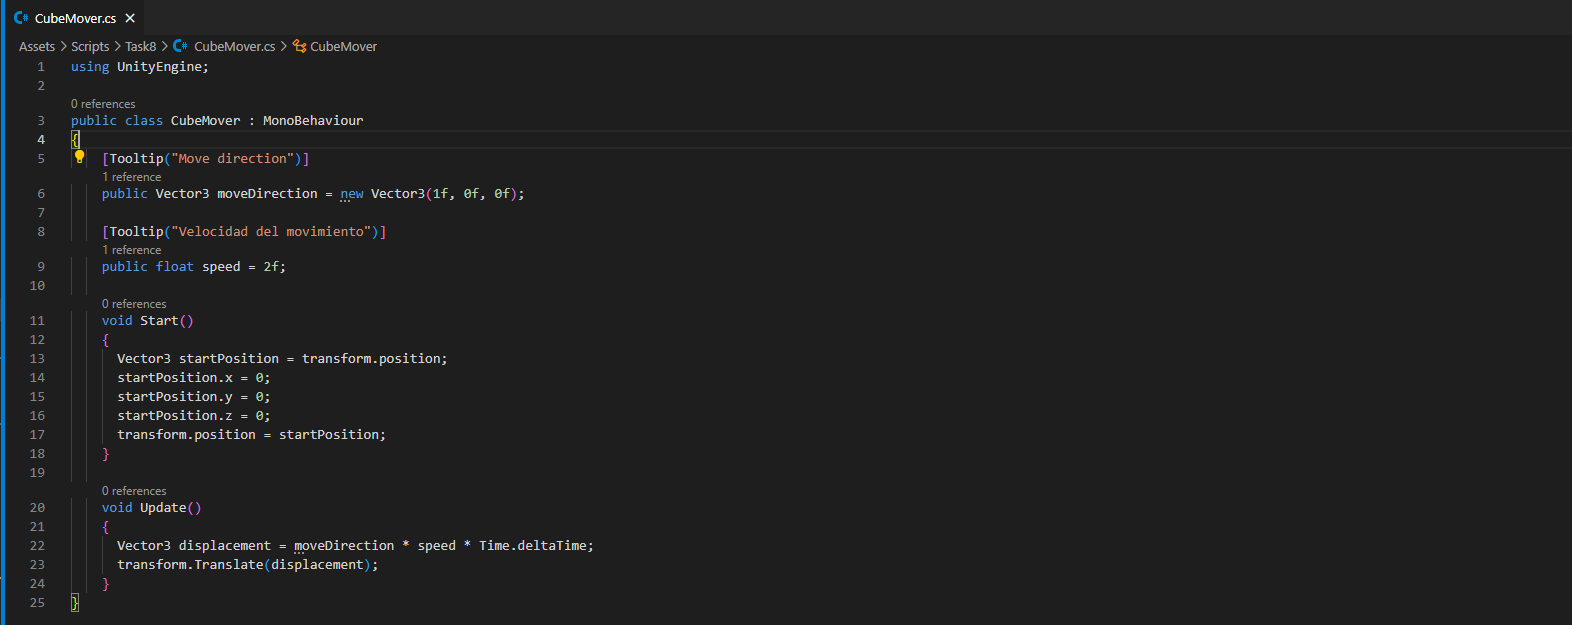 C# CubeMover.cs ×
Assets > Scripts > Task8 > C# CubeMover.cs > CubeMover
1 using UnityEngine;
2
0 references
3 public class CubeMover : MonoBehaviour
4 {
5 [Tooltip("Move direction")]
1 reference
6 public Vector3 moveDirection = new Vector3(1f, 0f, 0f);
7
8 [Tooltip("Velocidad del movimiento")]
1 reference
9 public float speed = 2f;
10
0 references
11 void Start()
12 {
13 Vector3 startPosition = transform.position;
14 startPosition.x = 0;
15 startPosition.y = 0;
16 startPosition.z = 0;
17 transform.position = startPosition;
18 }
19
0 references
20 void Update()
21 {
22 Vector3 displacement = moveDirection * speed * Time.deltaTime;
23 transform.Translate(displacement);
24 }
25 }